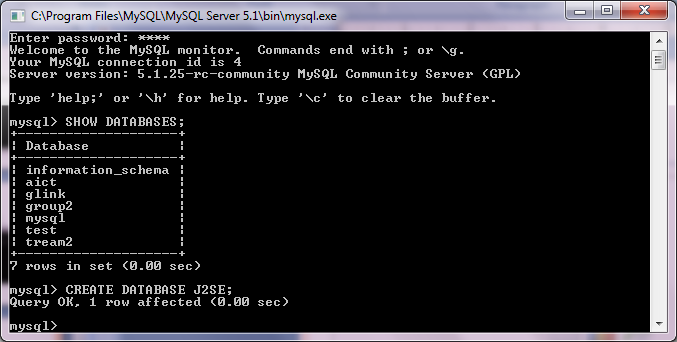 C:\Program Files\MySQL\MySQL Server 5.1\bin\mysql.exe
Enter password: ****
Welcome to the MySQL monitor.  Commands end with ; or \g.
Your MySQL connection id is 4
Server version: 5.1.25-rc-community MySQL Community Server (GPL)
Type 'help;' or '\h' for help. Type '\c' to clear the buffer.
mysql> SHOW DATABASES;
+--------------------+
| Database           |
+--------------------+
| information_schema |
| aict               |
| glink              |
| group2             |
| mysql              |
| test               |
| tream2             |
+--------------------+
7 rows in set (0.00 sec)
mysql> CREATE DATABASE J2SE;
Query OK, 1 row affected (0.00 sec)
mysql>